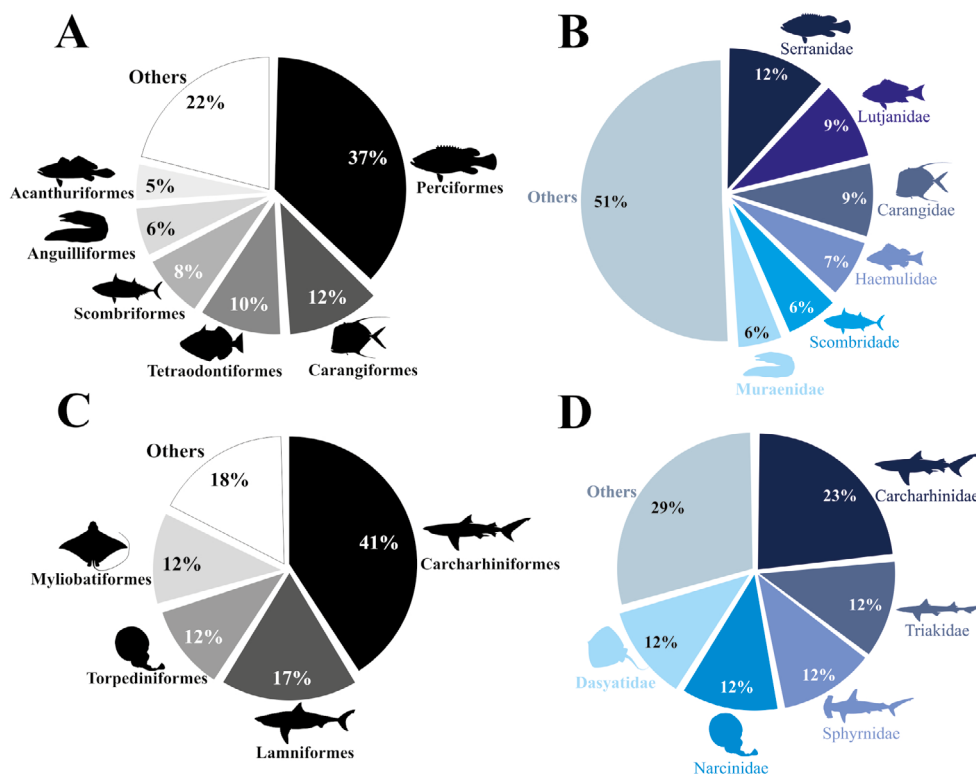 A
Others
22%
37%
Perciformes
Acanthuriformes
5%
Anguilliformes
6%
Scombriformes
8%
10%
Tetraodontiformes
12%
Carangiformes
B
Serranidae
12%
Lutjanidae
9%
Carangidae
9%
Haemulidae
7%
Scombridade
6%
Muraenidae
6%
Others
51%
C
Others
18%
41%
Carcharhiniformes
Myliobatiformes
12%
Torpediniformes
12%
17%
Lamniformes
D
Others
29%
23%
Carcharhinidae
12%
Triakidae
12%
Sphyrnidae
12%
Narcinidae
12%
Dasyatidae